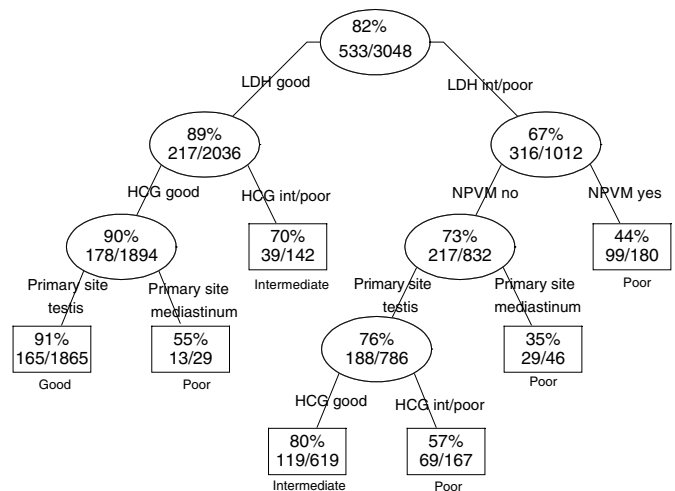 82%
533/3048
LDH good
LDH int/poor
89%
217/2036
67%
316/1012
HCG good
HCG int/poor
NPVM no
NPVM yes
90%
178/1894
70%
39/142
Intermediate
73%
217/832
44%
99/180
Poor
Primary site
testis
Primary site
mediastinum
Primary site
testis
Primary site
mediastinum
91%
165/1865
Good
55%
13/29
Poor
76%
188/786
35%
29/46
Poor
HCG good
HCG int/poor
80%
119/619
Intermediate
57%
69/167
Poor